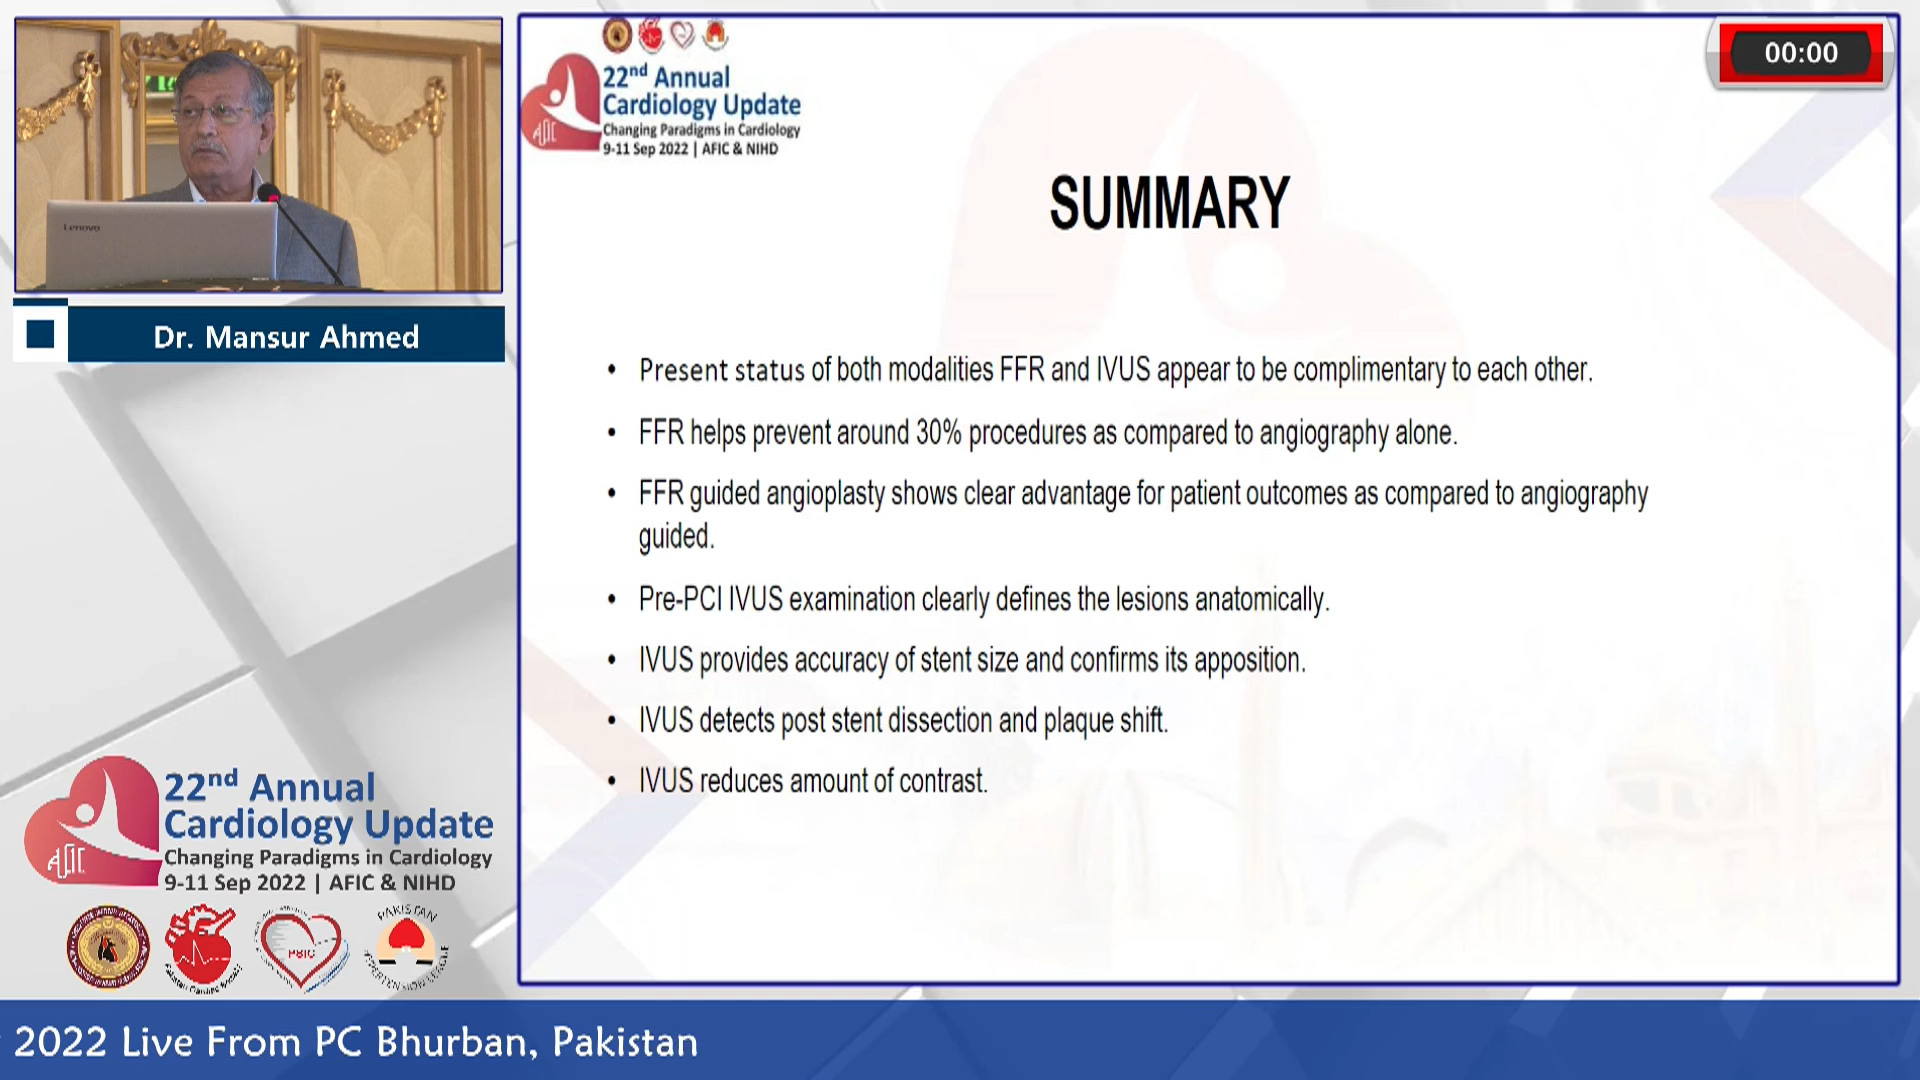 Lenovo
Dr. Mansur Ahmed
22nd Annual
Cardiology Update
Changing Paradigms in Cardiology
9-11 Sep 2022 | AFIC & NIHD
00:00
SUMMARY
• Present status of both modalities FFR and IVUS appear to be complimentary to each other.
• FFR helps prevent around 30% procedures as compared to angiography alone.
• FFR guided angioplasty shows clear advantage for patient outcomes as compared to angiography
guided.
• Pre-PCI IVUS examination clearly defines the lesions anatomically.
• IVUS provides accuracy of stent size and confirms its apposition.
• IVUS detects post stent dissection and plaque shift.
• IVUS reduces amount of contrast.
22nd Annual
Cardiology Update
Changing Paradigms in Cardiology
9-11 Sep 2022 | AFIC & NIHD
PSIC
PAKISTAN
2022 Live From PC Bhurban, Pakistan